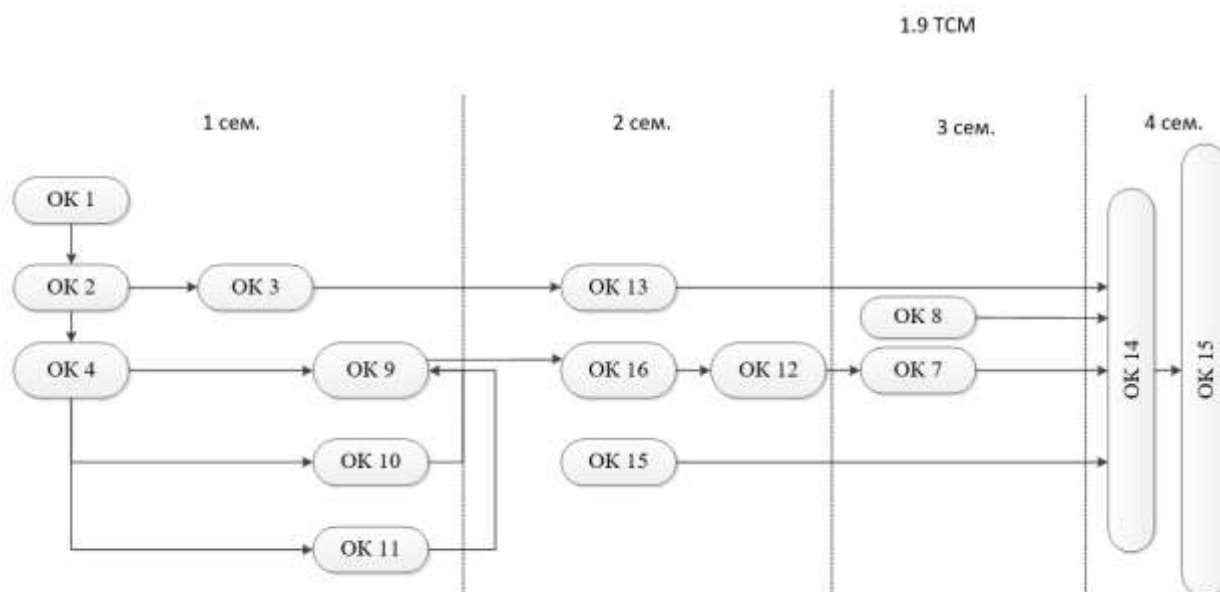 1.9 ТСМ
1 сем.
2 сем.
3 сем.
4 сем.
ОК 1
ОК 2
ОК 3
ОК 13
ОК 8
ОК 4
ОК 9
ОК 16
ОК 12
ОК 7
ОК 14
ОК 15
ОК 10
ОК 15
ОК 11